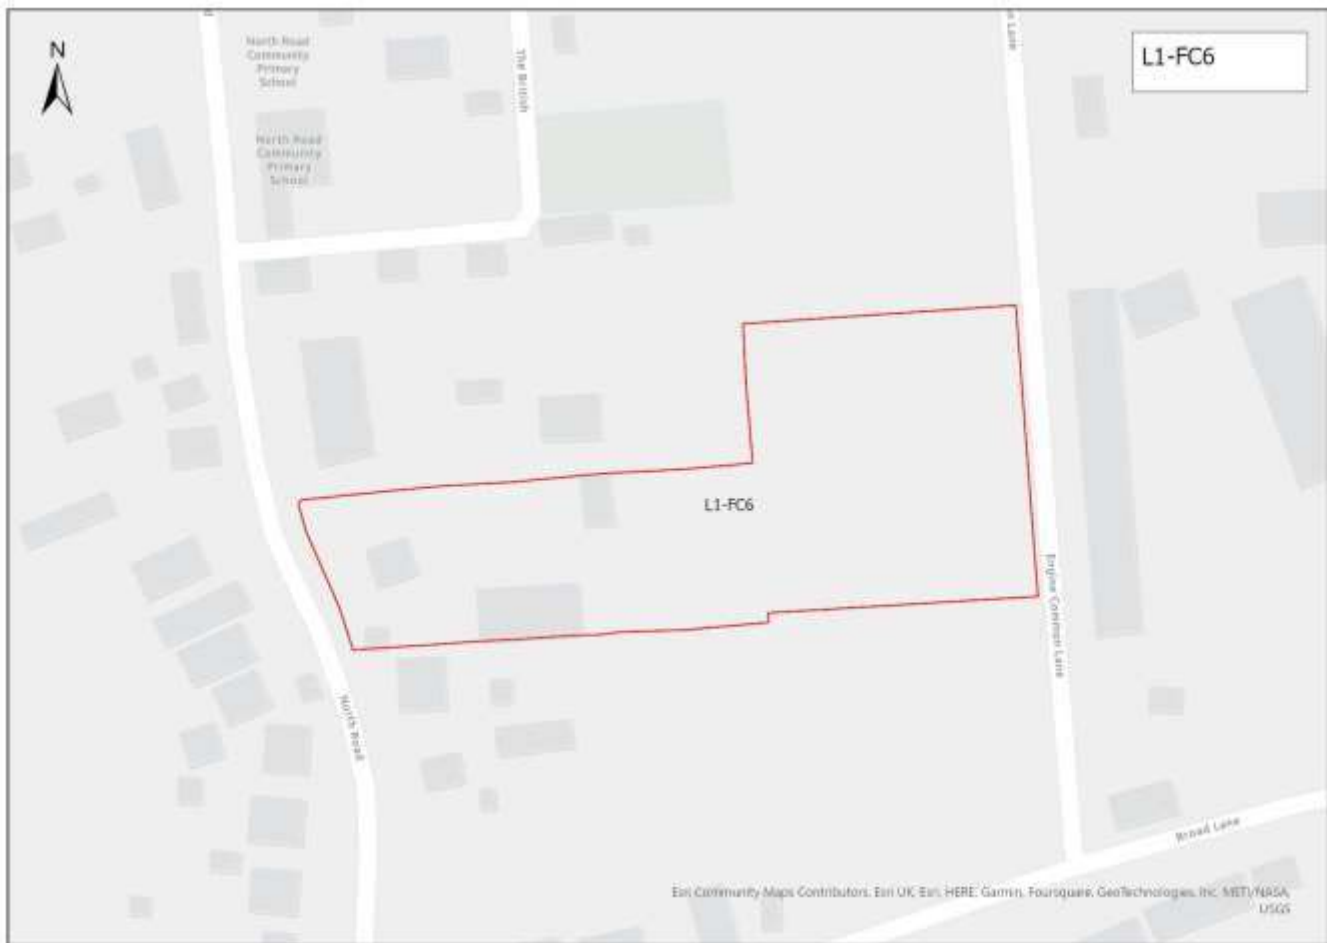 N
L1-FC6
North Road
Community
Primary
School
North Road
Community
Primary
School
The British
Lane
L1-FC6
Engine Common Lane
North Road
Broad Lane
Esri Community Maps Contributors, Esri UK, Esri, HERE, Garmin, Foursquare, GeoTechnologies, Inc, METI/NASA,
USGS